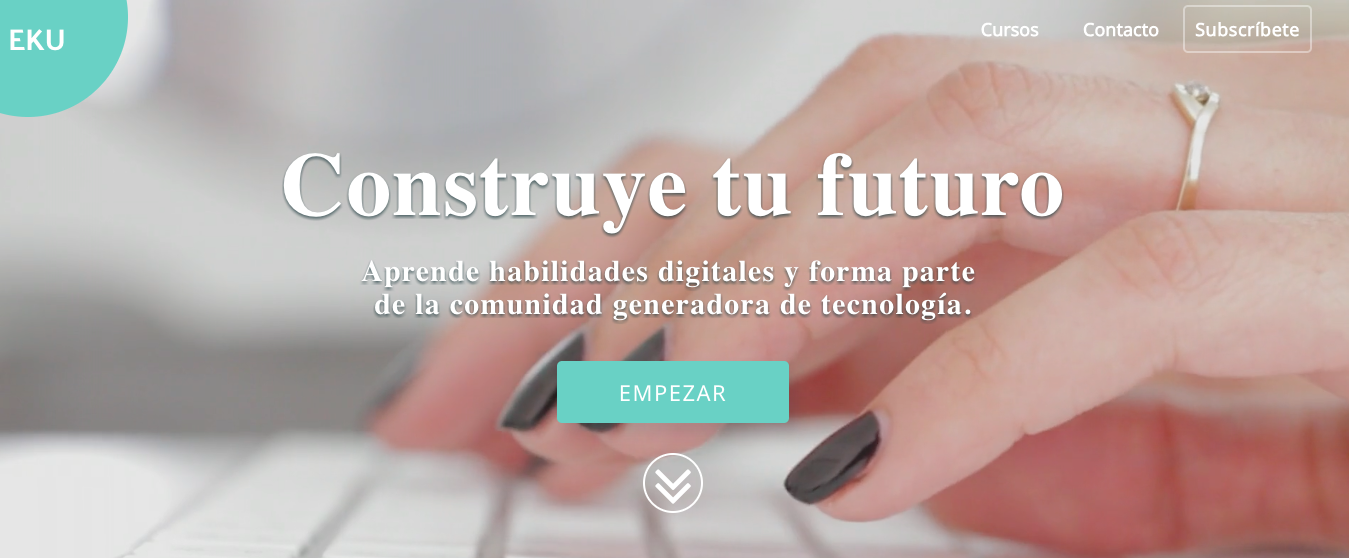 EKU
Cursos
Contacto
Subscríbete
Construye tu futuro
Aprende habilidades digitales y forma parte
de la comunidad generadora de tecnología.
EMPEZAR